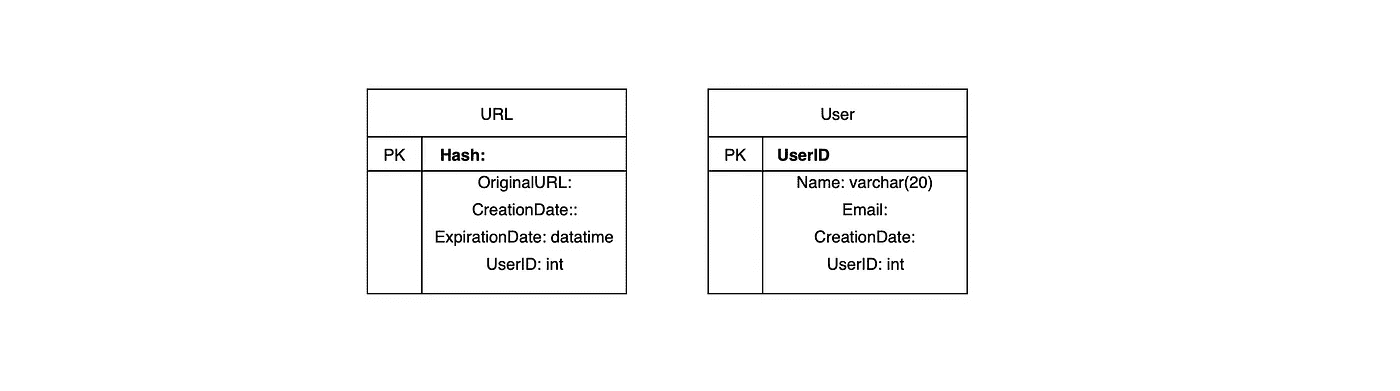 URL
PK Hash:
OriginalURL:
CreationDate::
ExpirationDate: datatime
UserID: int
User
PK UserID
Name: varchar(20)
Email:
CreationDate:
UserID: int